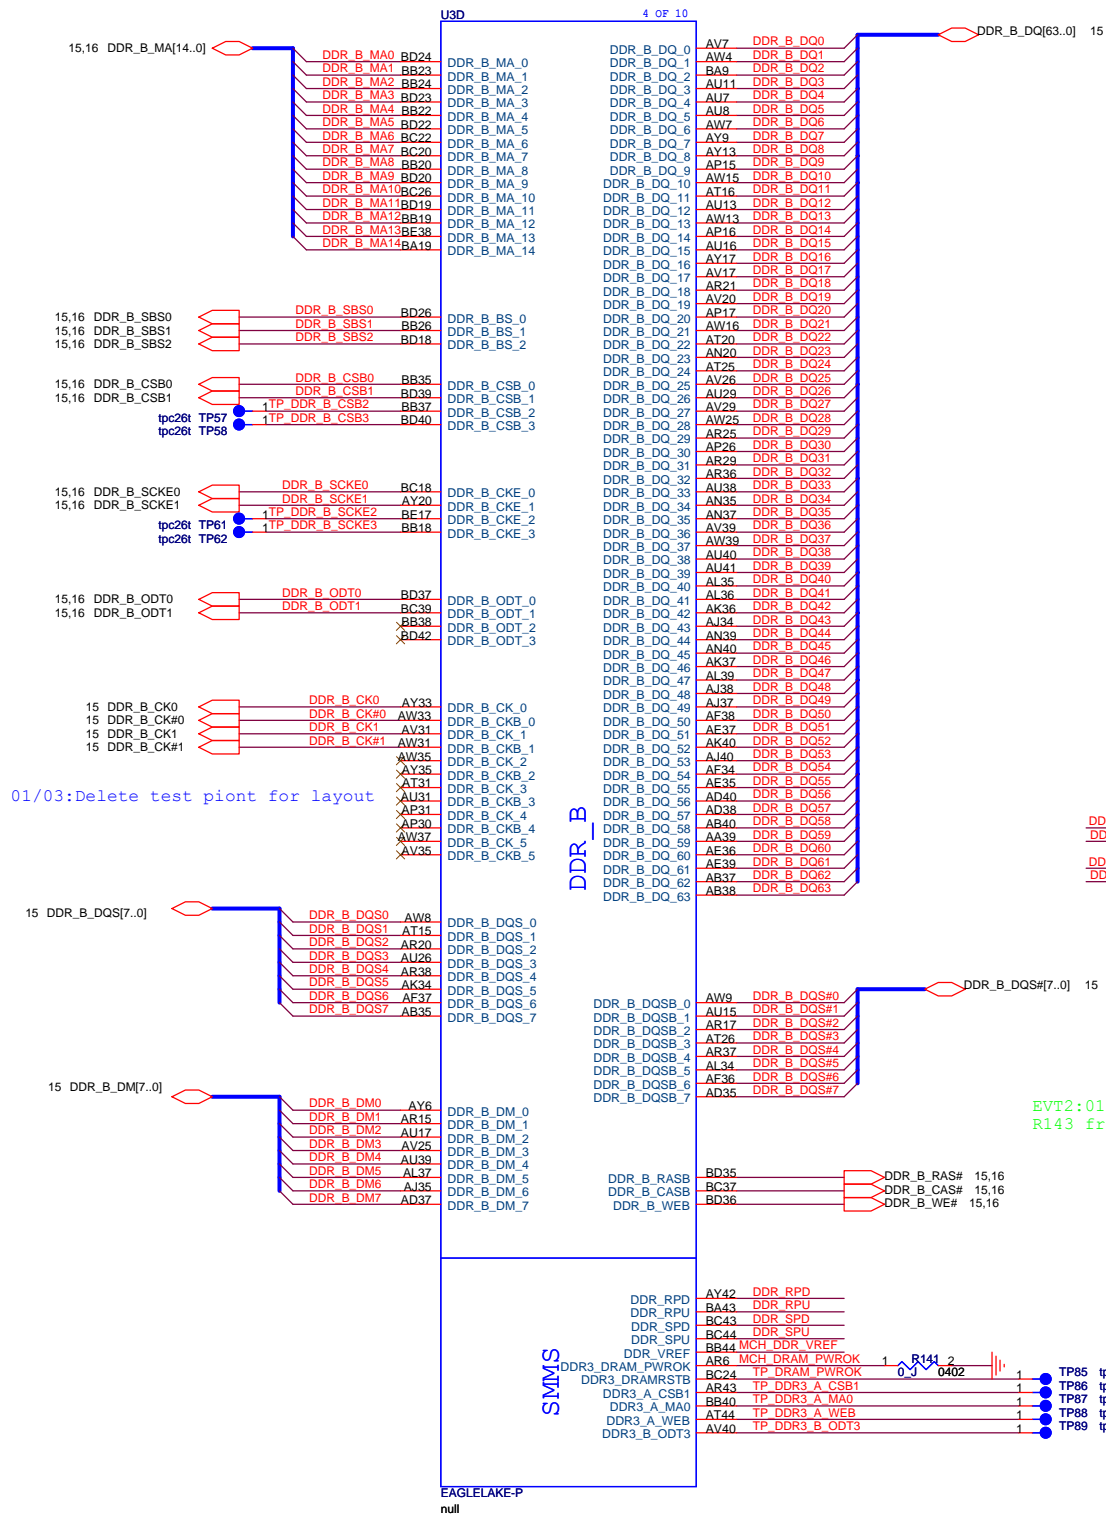 U3D 4 OF 10
15,16 DDR_B_MA[14..0]
DDR_B_MA0 BD24 DDR_B_MA_0
DDR_B_MA1 BB23 DDR_B_MA_1
DDR_B_MA2 BB24 DDR_B_MA_2
DDR_B_MA3 BD23 DDR_B_MA_3
DDR_B_MA4 BB22 DDR_B_MA_4
DDR_B_MA5 BD22 DDR_B_MA_5
DDR_B_MA6 BC22 DDR_B_MA_6
DDR_B_MA7 BC20 DDR_B_MA_7
DDR_B_MA8 BB20 DDR_B_MA_8
DDR_B_MA9 BD20 DDR_B_MA_9
DDR_B_MA10 BC26 DDR_B_MA_10
DDR_B_MA11 BD19 DDR_B_MA_11
DDR_B_MA12 BB19 DDR_B_MA_12
DDR_B_MA13 BE38 DDR_B_MA_13
DDR_B_MA14 BA19 DDR_B_MA_14
15,16 DDR_B_SBS0 DDR_B_SBS0 BD26 DDR_B_BS_0
15,16 DDR_B_SBS1 DDR_B_SBS1 BB26 DDR_B_BS_1
15,16 DDR_B_SBS2 DDR_B_SBS2 BD18 DDR_B_BS_2
15,16 DDR_B_CSB0 DDR_B_CSB0 BB35 DDR_B_CSB_0
15,16 DDR_B_CSB1 DDR_B_CSB1 BD39 DDR_B_CSB_1
tpc26t TP57 1 TP_DDR_B_CSB2 BB37 DDR_B_CSB_2
tpc26t TP58 1 TP_DDR_B_CSB3 BD40 DDR_B_CSB_3
15,16 DDR_B_SCKE0 DDR_B_SCKE0 BC18 DDR_B_CKE_0
15,16 DDR_B_SCKE1 DDR_B_SCKE1 AY20 DDR_B_CKE_1
tpc26t TP61 1 TP_DDR_B_SCKE2 BE17 DDR_B_CKE_2
tpc26t TP62 1 TP_DDR_B_SCKE3 BB18 DDR_B_CKE_3
15,16 DDR_B_ODT0 DDR_B_ODT0 BD37 DDR_B_ODT_0
15,16 DDR_B_ODT1 DDR_B_ODT1 BC39 DDR_B_ODT_1
BB38 DDR_B_ODT_2
BD42 DDR_B_ODT_3
15 DDR_B_CK0 DDR_B_CK0 AY33 DDR_B_CK_0
15 DDR_B_CK#0 DDR_B_CK#0 AW33 DDR_B_CKB_0
15 DDR_B_CK1 DDR_B_CK1 AV31 DDR_B_CK_1
15 DDR_B_CK#1 DDR_B_CK#1 AW31 DDR_B_CKB_1
AW35 DDR_B_CK_2
AY35 DDR_B_CKB_2
AT31 DDR_B_CK_3
AU31 DDR_B_CKB_3
AP31 DDR_B_CK_4
AP30 DDR_B_CKB_4
AW37 DDR_B_CK_5
AV35 DDR_B_CKB_5
01/03:Delete test piont for layout
15 DDR_B_DQS[7..0]
DDR_B_DQS0 AW8 DDR_B_DQS_0
DDR_B_DQS1 AT15 DDR_B_DQS_1
DDR_B_DQS2 AR20 DDR_B_DQS_2
DDR_B_DQS3 AU26 DDR_B_DQS_3
DDR_B_DQS4 AR38 DDR_B_DQS_4
DDR_B_DQS5 AK34 DDR_B_DQS_5
DDR_B_DQS6 AF37 DDR_B_DQS_6
DDR_B_DQS7 AB35 DDR_B_DQS_7
15 DDR_B_DM[7..0]
DDR_B_DM0 AY6 DDR_B_DM_0
DDR_B_DM1 AR15 DDR_B_DM_1
DDR_B_DM2 AU17 DDR_B_DM_2
DDR_B_DM3 AV25 DDR_B_DM_3
DDR_B_DM4 AU39 DDR_B_DM_4
DDR_B_DM5 AL37 DDR_B_DM_5
DDR_B_DM6 AJ35 DDR_B_DM_6
DDR_B_DM7 AD37 DDR_B_DM_7
DDR_B
DDR_B_DQ[63..0] 15
DDR_B_DQ_0 AV7 DDR_B_DQ0
DDR_B_DQ_1 AW4 DDR_B_DQ1
DDR_B_DQ_2 BA9 DDR_B_DQ2
DDR_B_DQ_3 AU11 DDR_B_DQ3
DDR_B_DQ_4 AU7 DDR_B_DQ4
DDR_B_DQ_5 AU8 DDR_B_DQ5
DDR_B_DQ_6 AW7 DDR_B_DQ6
DDR_B_DQ_7 AY9 DDR_B_DQ7
DDR_B_DQ_8 AY13 DDR_B_DQ8
DDR_B_DQ_9 AP15 DDR_B_DQ9
DDR_B_DQ_10 AW15 DDR_B_DQ10
DDR_B_DQ_11 AT16 DDR_B_DQ11
DDR_B_DQ_12 AU13 DDR_B_DQ12
DDR_B_DQ_13 AW13 DDR_B_DQ13
DDR_B_DQ_14 AP16 DDR_B_DQ14
DDR_B_DQ_15 AU16 DDR_B_DQ15
DDR_B_DQ_16 AY17 DDR_B_DQ16
DDR_B_DQ_17 AV17 DDR_B_DQ17
DDR_B_DQ_18 AR21 DDR_B_DQ18
DDR_B_DQ_19 AV20 DDR_B_DQ19
DDR_B_DQ_20 AP17 DDR_B_DQ20
DDR_B_DQ_21 AW16 DDR_B_DQ21
DDR_B_DQ_22 AT20 DDR_B_DQ22
DDR_B_DQ_23 AN20 DDR_B_DQ23
DDR_B_DQ_24 AT25 DDR_B_DQ24
DDR_B_DQ_25 AV26 DDR_B_DQ25
DDR_B_DQ_26 AU29 DDR_B_DQ26
DDR_B_DQ_27 AV29 DDR_B_DQ27
DDR_B_DQ_28 AW25 DDR_B_DQ28
DDR_B_DQ_29 AR25 DDR_B_DQ29
DDR_B_DQ_30 AP26 DDR_B_DQ30
DDR_B_DQ_31 AR29 DDR_B_DQ31
DDR_B_DQ_32 AR36 DDR_B_DQ32
DDR_B_DQ_33 AU38 DDR_B_DQ33
DDR_B_DQ_34 AN35 DDR_B_DQ34
DDR_B_DQ_35 AN37 DDR_B_DQ35
DDR_B_DQ_36 AV39 DDR_B_DQ36
DDR_B_DQ_37 AW39 DDR_B_DQ37
DDR_B_DQ_38 AU40 DDR_B_DQ38
DDR_B_DQ_39 AU41 DDR_B_DQ39
DDR_B_DQ_40 AL35 DDR_B_DQ40
DDR_B_DQ_41 AL36 DDR_B_DQ41
DDR_B_DQ_42 AK36 DDR_B_DQ42
DDR_B_DQ_43 AJ34 DDR_B_DQ43
DDR_B_DQ_44 AN39 DDR_B_DQ44
DDR_B_DQ_45 AN40 DDR_B_DQ45
DDR_B_DQ_46 AK37 DDR_B_DQ46
DDR_B_DQ_47 AL39 DDR_B_DQ47
DDR_B_DQ_48 AJ38 DDR_B_DQ48
DDR_B_DQ_49 AJ37 DDR_B_DQ49
DDR_B_DQ_50 AF38 DDR_B_DQ50
DDR_B_DQ_51 AE37 DDR_B_DQ51
DDR_B_DQ_52 AK40 DDR_B_DQ52
DDR_B_DQ_53 AJ40 DDR_B_DQ53
DDR_B_DQ_54 AF34 DDR_B_DQ54
DDR_B_DQ_55 AE35 DDR_B_DQ55
DDR_B_DQ_56 AD40 DDR_B_DQ56
DDR_B_DQ_57 AD38 DDR_B_DQ57
DDR_B_DQ_58 AB40 DDR_B_DQ58
DDR_B_DQ_59 AA39 DDR_B_DQ59
DDR_B_DQ_60 AE36 DDR_B_DQ60
DDR_B_DQ_61 AE39 DDR_B_DQ61
DDR_B_DQ_62 AB37 DDR_B_DQ62
DDR_B_DQ_63 AB38 DDR_B_DQ63
DD
DD
DD
DD
DDR_B_DQS#[7..0] 15
DDR_B_DQSB_0 AW9 DDR_B_DQS#0
DDR_B_DQSB_1 AU15 DDR_B_DQS#1
DDR_B_DQSB_2 AR17 DDR_B_DQS#2
DDR_B_DQSB_3 AT26 DDR_B_DQS#3
DDR_B_DQSB_4 AR37 DDR_B_DQS#4
DDR_B_DQSB_5 AL34 DDR_B_DQS#5
DDR_B_DQSB_6 AF36 DDR_B_DQS#6
DDR_B_DQSB_7 AD35 DDR_B_DQS#7
EVT2:01
R143 fr
DDR_B_RASB BD35 DDR_B_RAS# 15,16
DDR_B_CASB BC37 DDR_B_CAS# 15,16
DDR_B_WEB BD36 DDR_B_WE# 15,16
SMMS
DDR_RPD AY42 DDR_RPD
DDR_RPU BA43 DDR_RPU
DDR_SPD BC43 DDR_SPD
DDR_SPU BC44 DDR_SPU
DDR_VREF BB44 MCH_DDR_VREF
DDR3_DRAM_PWROK AR6 MCH_DRAM_PWROK 1 R141 2
0_J 0402
DDR3_DRAMRSTB BC24 TP_DRAM_PWROK 1 TP85 tp
DDR3_A_CSB1 AR43 TP_DDR3_A_CSB1 1 TP86 tp
DDR3_A_MA0 BB40 TP_DDR3_A_MA0 1 TP87 tp
DDR3_A_WEB AT44 TP_DDR3_A_WEB 1 TP88 tp
DDR3_B_ODT3 AV40 TP_DDR3_B_ODT3 1 TP89 tp
EAGLELAKE-P
null